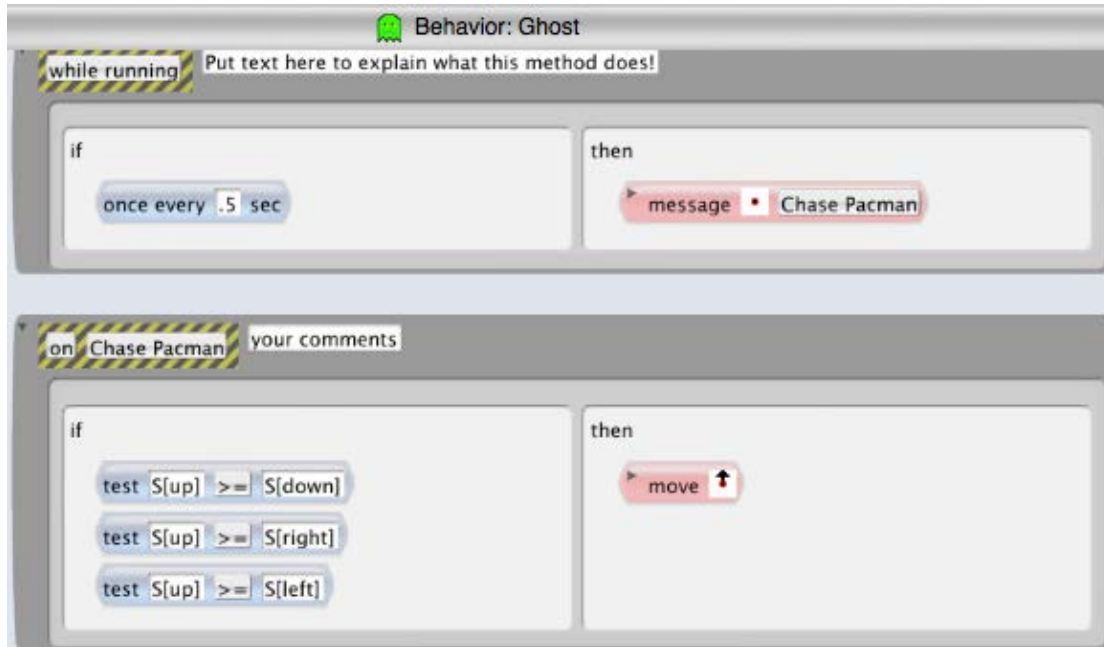 Behavior: Ghost
while running Put text here to explain what this method does!
if
once every .5 sec
then
message Chase Pacman
on Chase Pacman your comments
if
test S[up] >= S[down]
test S[up] >= S[right]
test S[up] >= S[left]
then
move